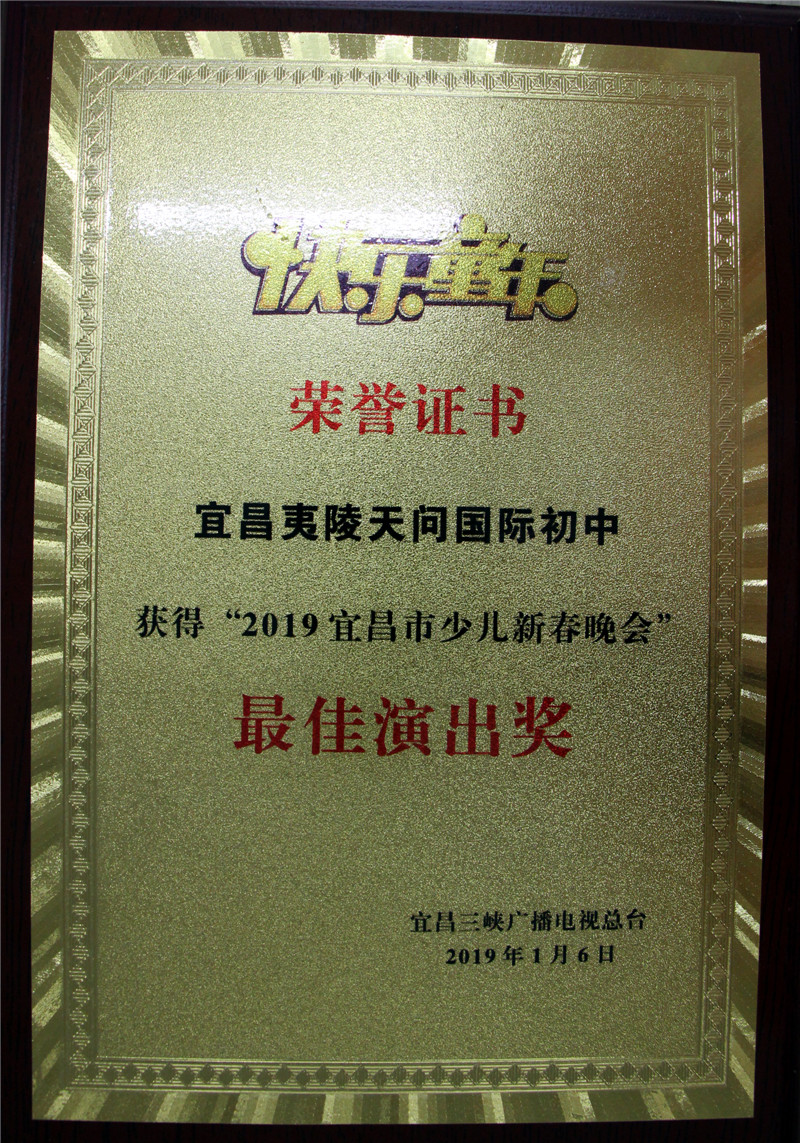 快乐童年
荣誉证书
宜昌夷陵天问国际初中
获得“2019宜昌市少儿新春晚会”
最佳演出奖
宜昌三峡广播电视总台
2019年1月6日